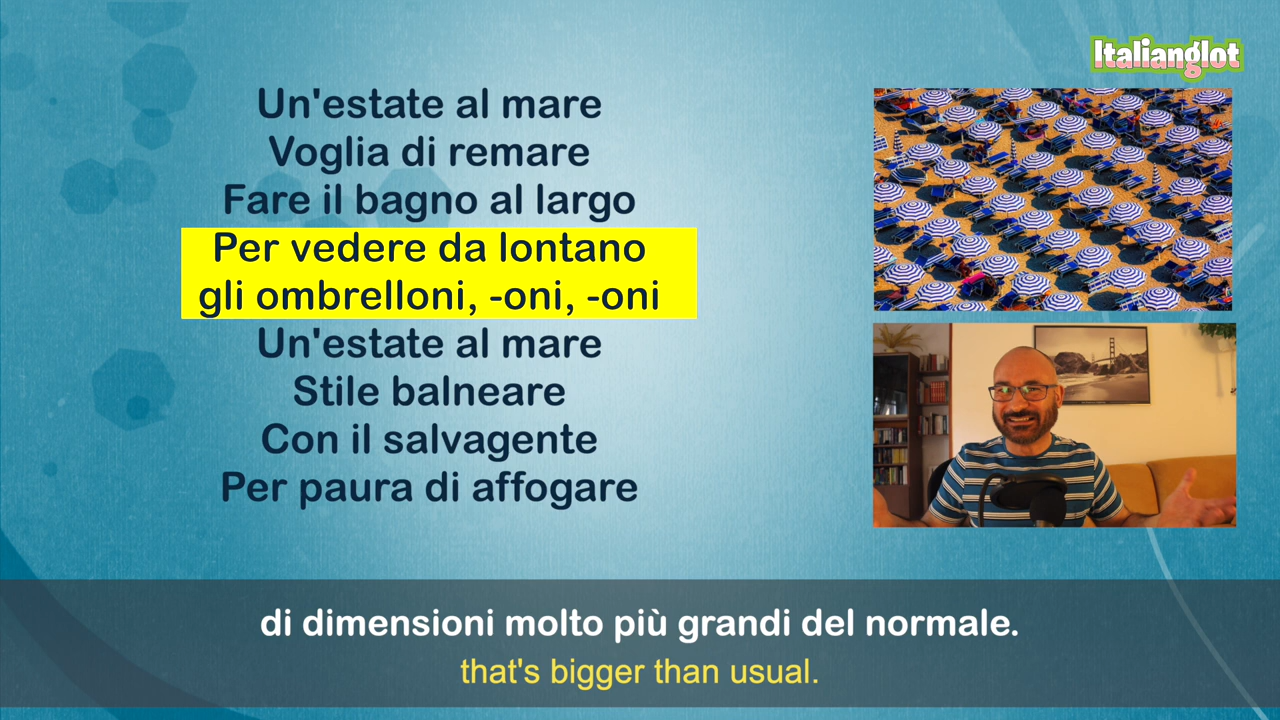 Italianglot
Un'estate al mare
Voglia di remare
Fare il bagno al largo
Per vedere da lontano
gli ombrelloni, -oni, -oni
Un'estate al mare
Stile balneare
Con il salvagente
Per paura di affogare
di dimensioni molto più grandi del normale.
that's bigger than usual.